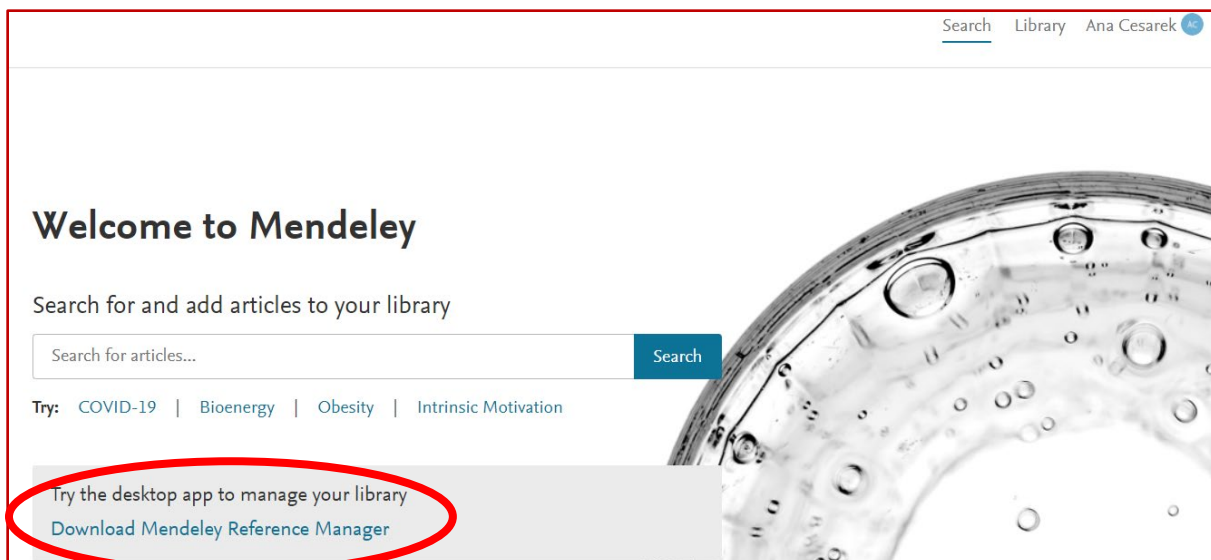 Search Library Ana Cesarek AC
Welcome to Mendeley
Search for and add articles to your library
Search for articles... Search
Try: COVID-19 | Bioenergy | Obesity | Intrinsic Motivation
Try the desktop app to manage your library
Download Mendeley Reference Manager